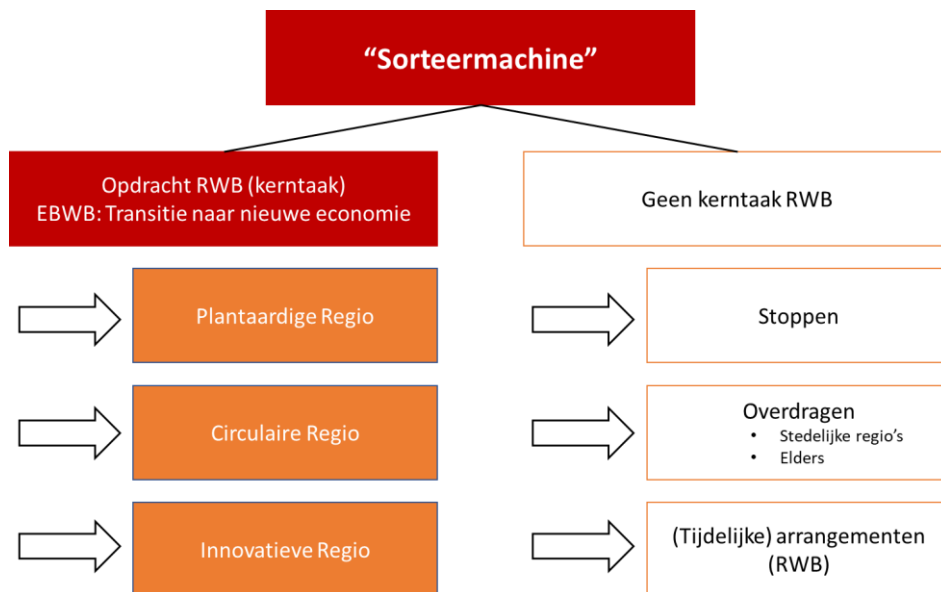 “Sorteermachine”
Opdracht RWB (kerntaak)
EBWB: Transitie naar nieuwe economie
Plantaardige Regio
Circulaire Regio
Innovatieve Regio
Geen kerntaak RWB
Stoppen
Overdragen
• Stedelijke regio’s
• Elders
(Tijdelijke) arrangementen
(RWB)